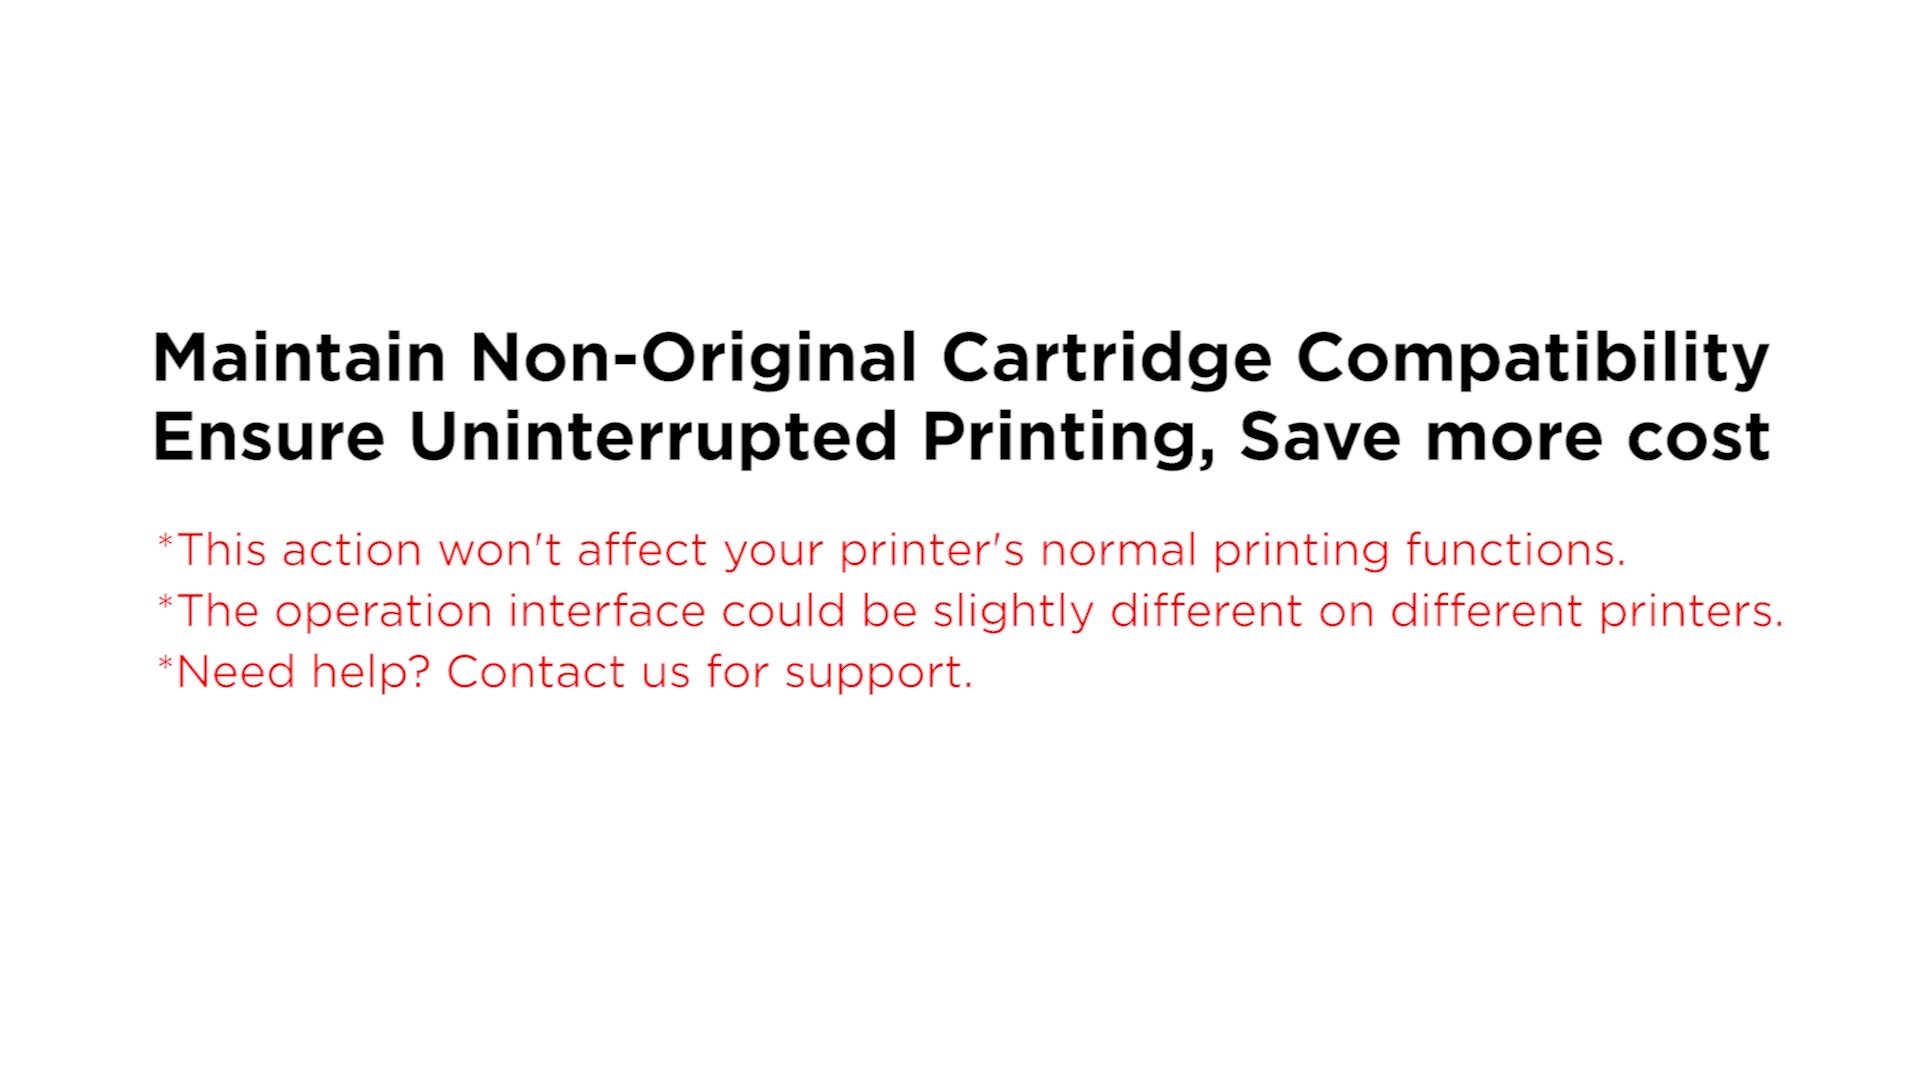 Maintain Non-Original Cartridge Compatibility
Ensure Uninterrupted Printing, Save more cost
*This action won't affect your printer's normal printing functions.
*The operation interface could be slightly different on different printers.
*Need help? Contact us for support.